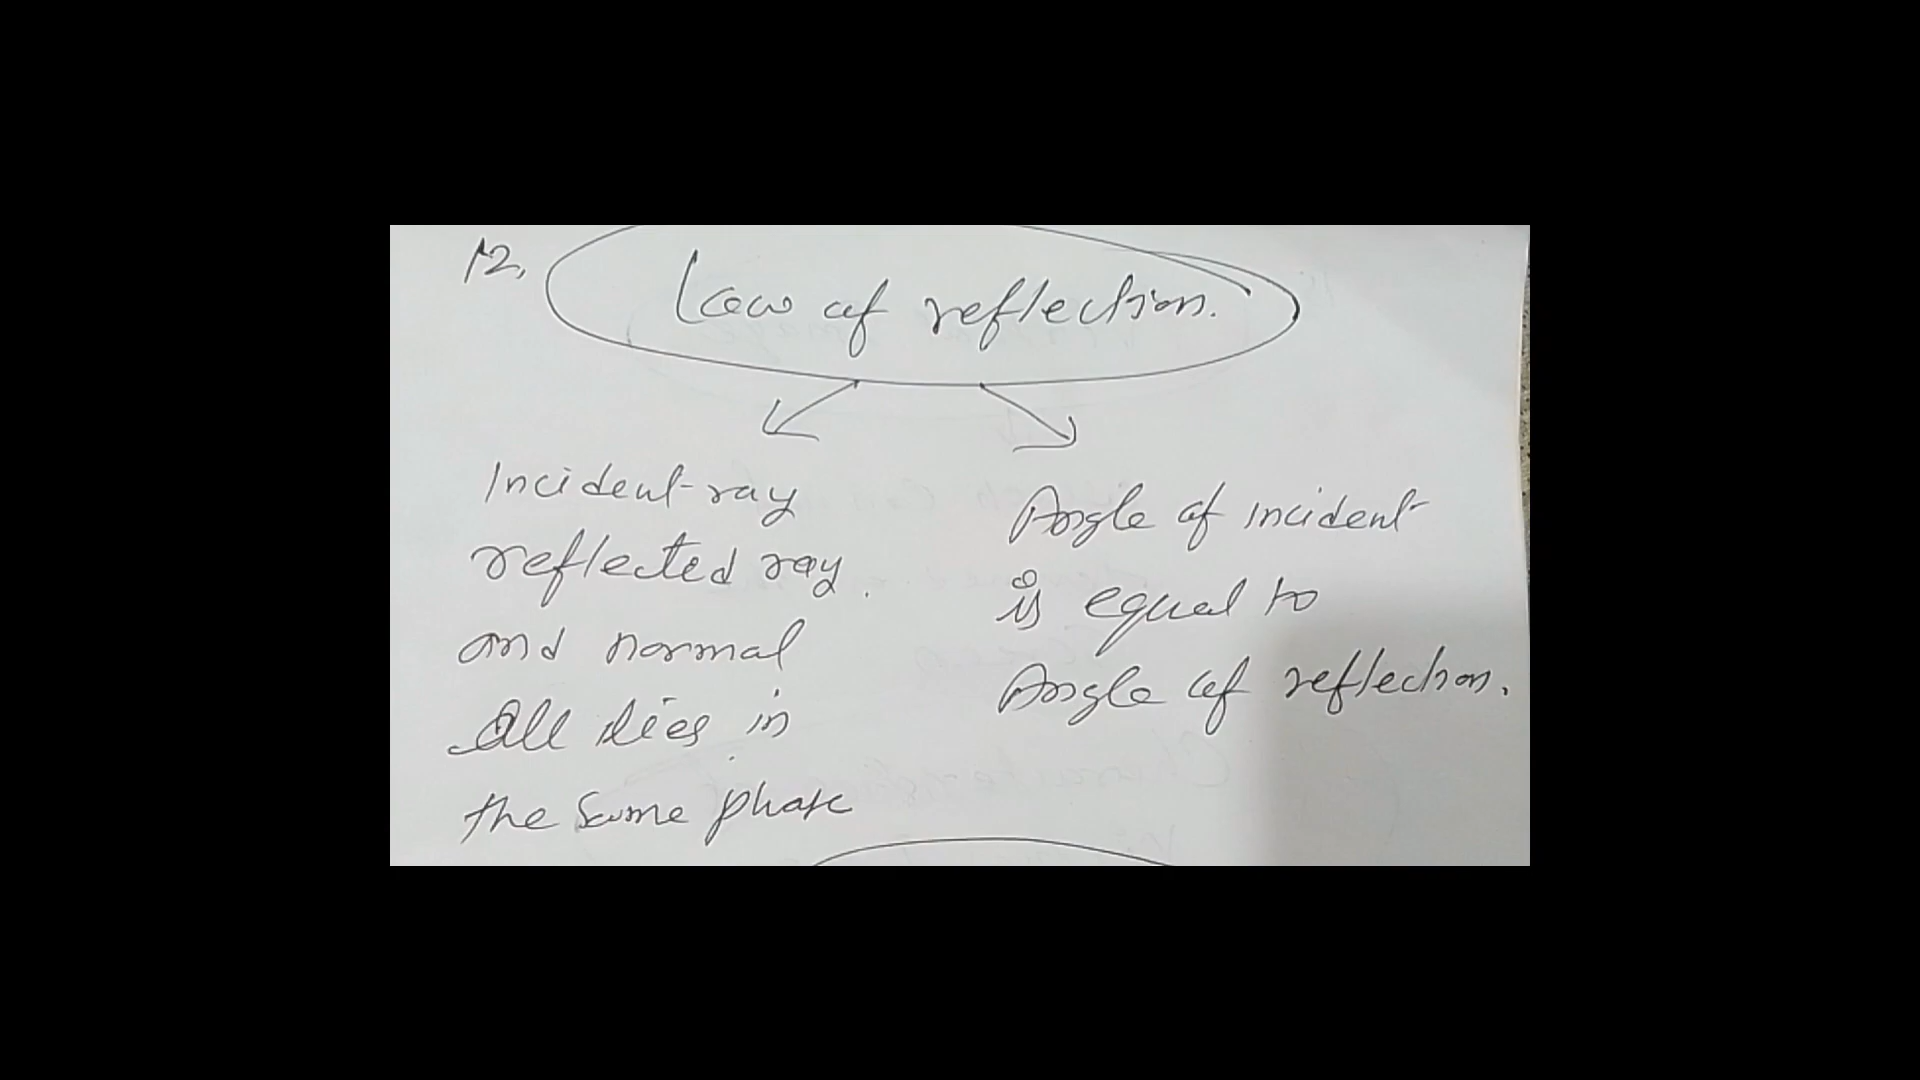 12.
Law of reflection.
Incident ray
reflected ray.
and normal
All lies in
the same phase
Angle of incident
is equal to
Angle of reflection.